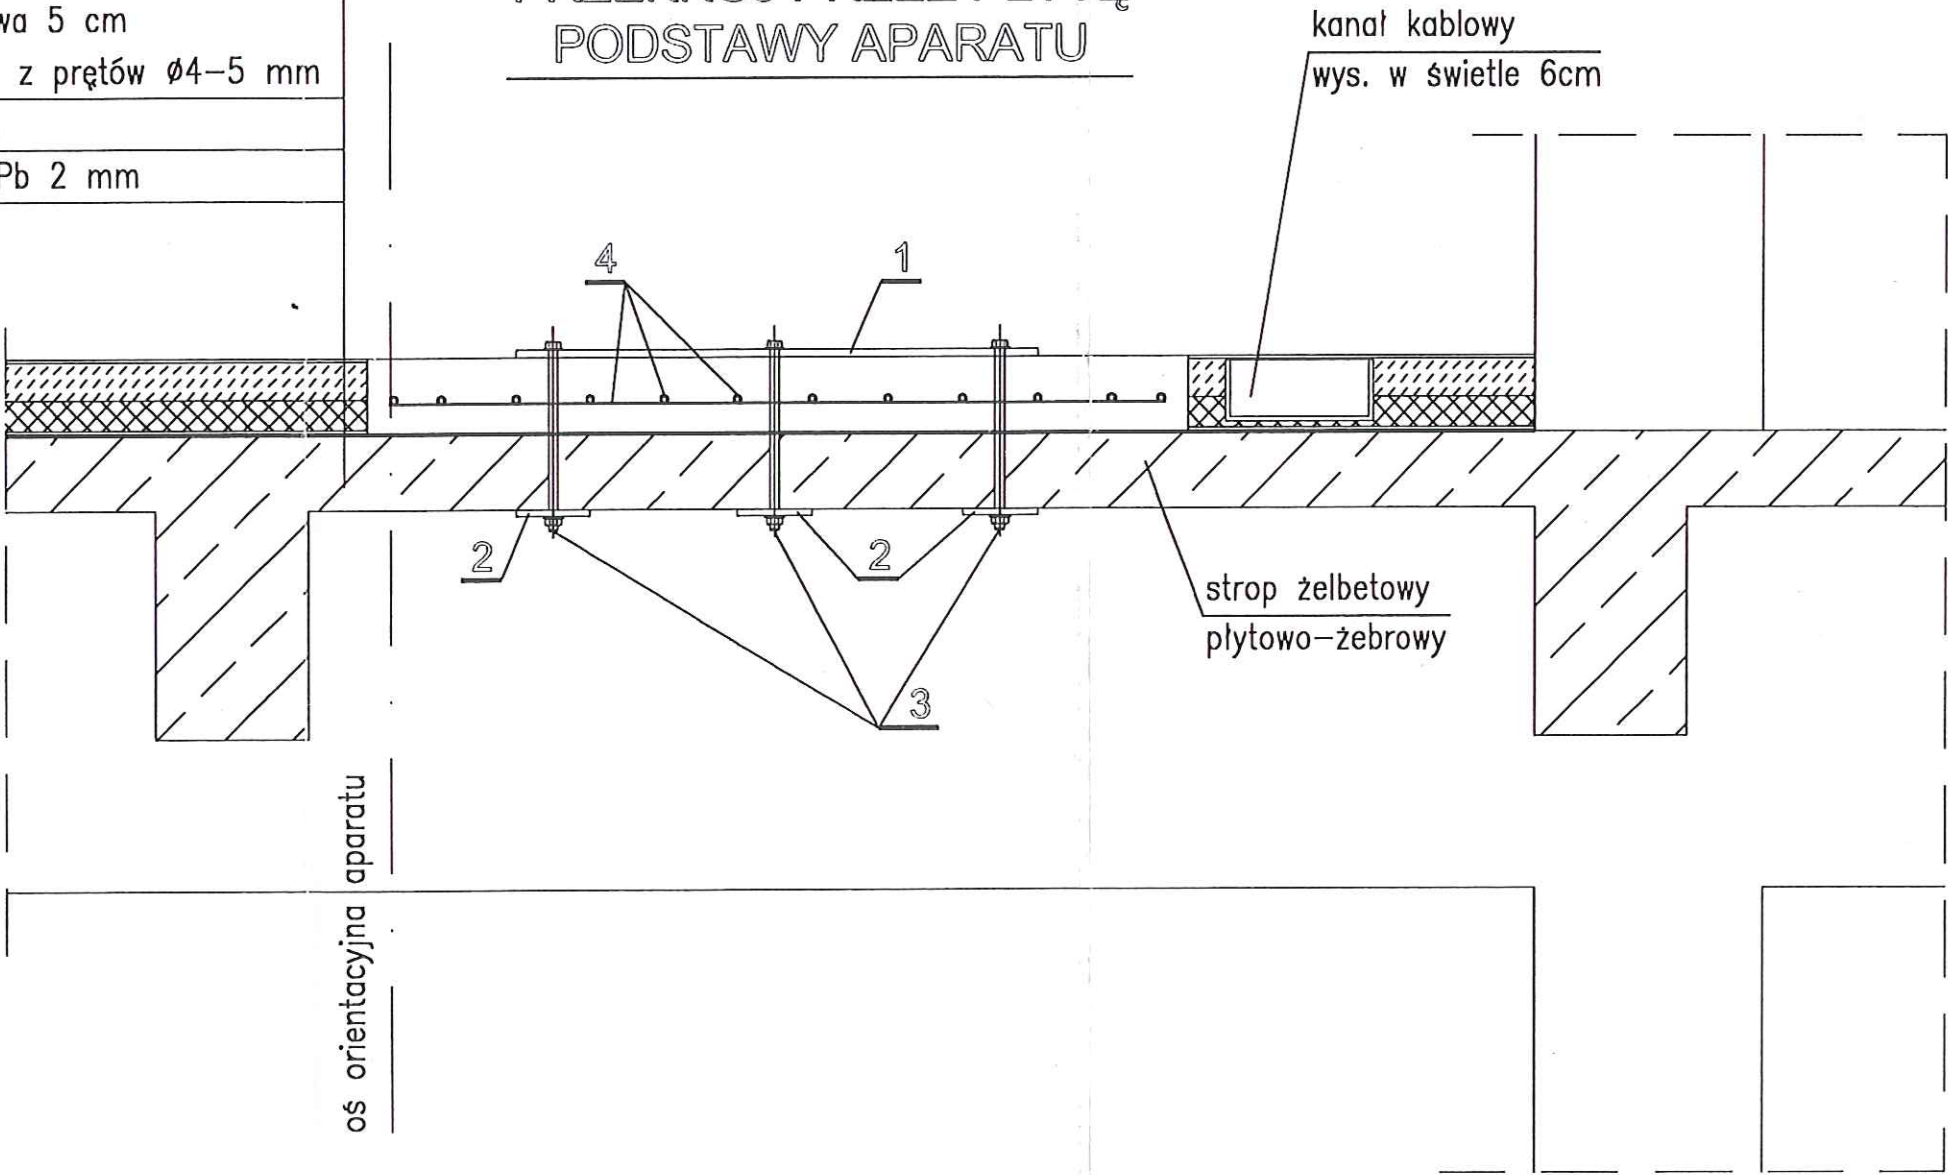 wa 5 cm
z prętów ø4–5 mm
Pb 2 mm
PODSTAWY APARATU
kanał kablowy
wys. w świetle 6cm
4
1
2
2
3
strop żelbetowy
płytowo–żebrowy
oś orientacyjna aparatu